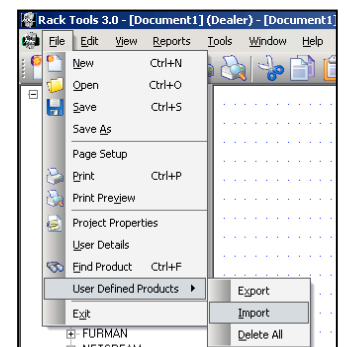 Rack Tools 3.0 - [Document1] (Dealer) - [Document1]
File Edit View Reports Tools Window Help
New Ctrl+N
Open Ctrl+O
Save Ctrl+S
Save As
Page Setup
Print Ctrl+P
Print Preview
Project Properties
User Details
Find Product Ctrl+F
User Defined Products
Export
Exit
Import
FURMAN
Delete All